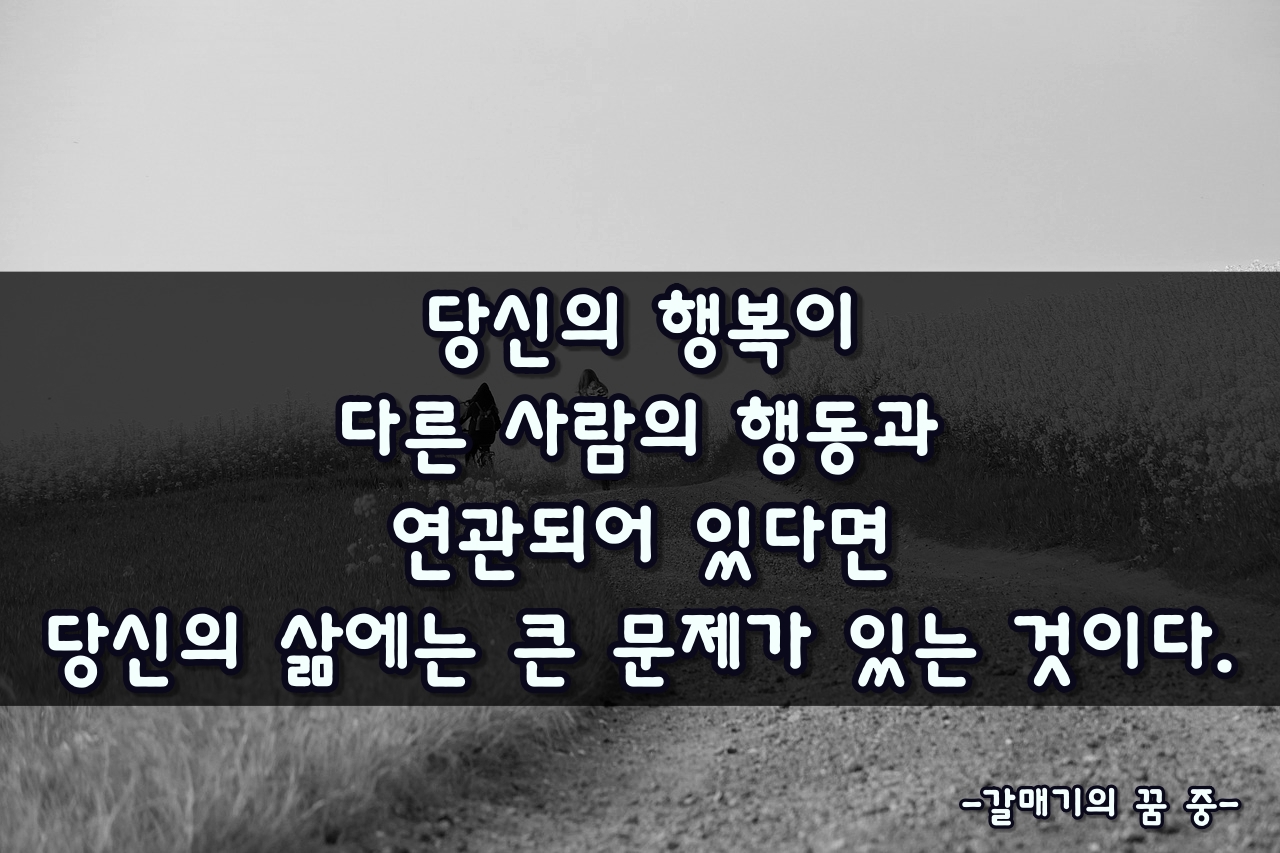 당신의 행복이
다른 사람의 행동과
연관되어 있다면
당신의 삶에는 큰 문제가 있는 것이다.
-갈매기의 꿈 중-